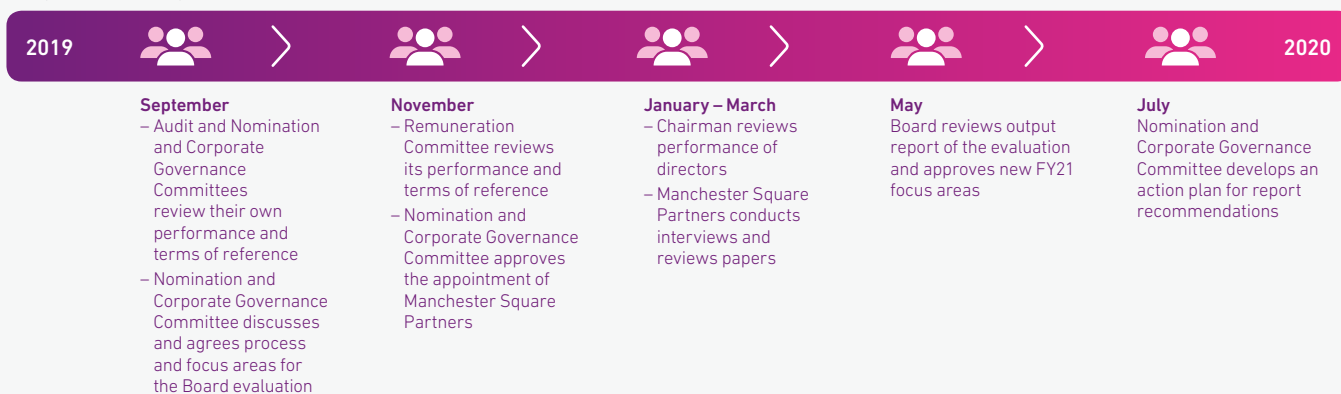 2019
2020
September
– Audit and Nomination
and Corporate
Governance
Committees
review their own
performance and
terms of reference
– Nomination and
Corporate Governance
Committee discusses
and agrees process
and focus areas for
the Board evaluation
November
– Remuneration
Committee reviews
its performance and
terms of reference
– Nomination and
Corporate Governance
Committee approves
the appointment of
Manchester Square
Partners
January – March
– Chairman reviews
performance of
directors
– Manchester Square
Partners conducts
interviews and
reviews papers
May
Board reviews output
report of the evaluation
and approves new FY21
focus areas
July
Nomination and
Corporate Governance
Committee develops an
action plan for report
recommendations